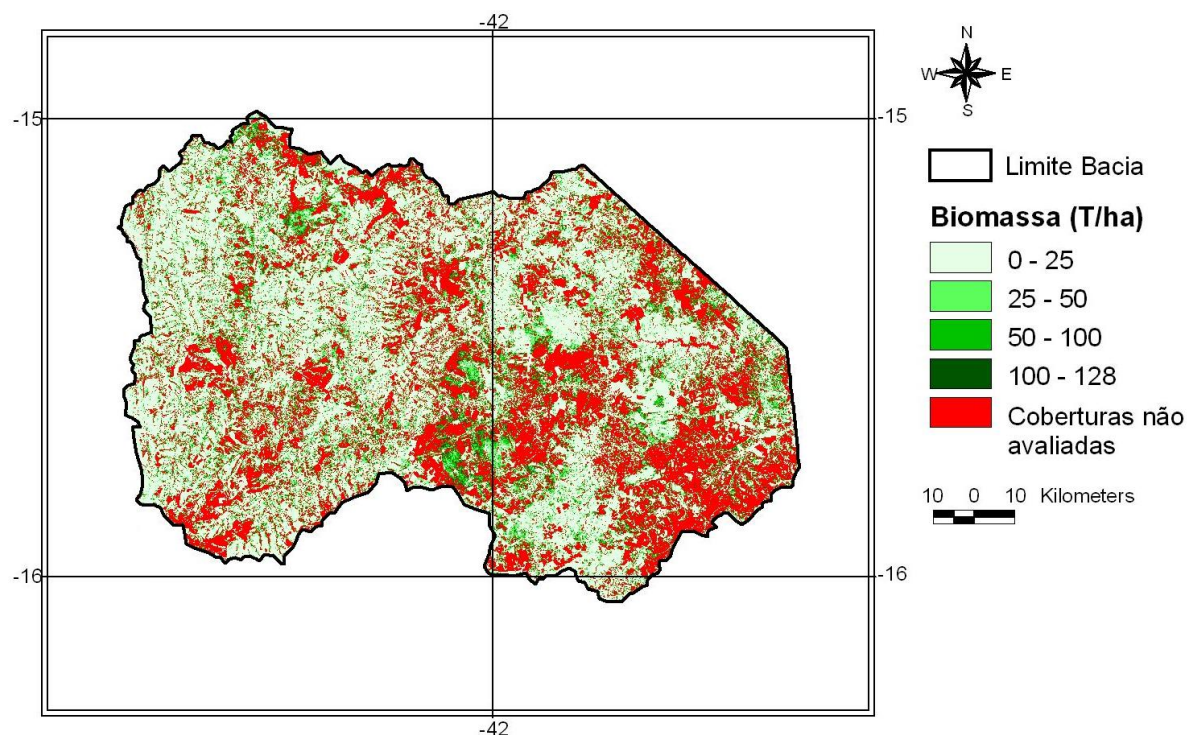 -42
N
W E
S
-15
-15
Limite Bacia
Biomassa (T/ha)
0 - 25
25 - 50
50 - 100
100 - 128
Coberturas não
avaliadas
10 0 10 Kilometers
-16
-16
-42